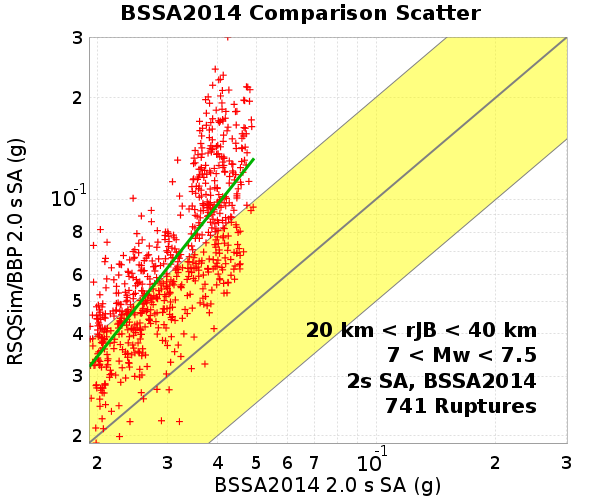 BSSA2014 Comparison Scatter
RSQSim/BBP 2.0 s SA (g)
3
2
10⁻¹
8
6
5
4
3
2
20 km < rJB < 40 km
7 < Mw < 7.5
2s SA, BSSA2014
741 Ruptures
2 3 4 5 6 7 10⁻¹ 2 3
BSSA2014 2.0 s SA (g)